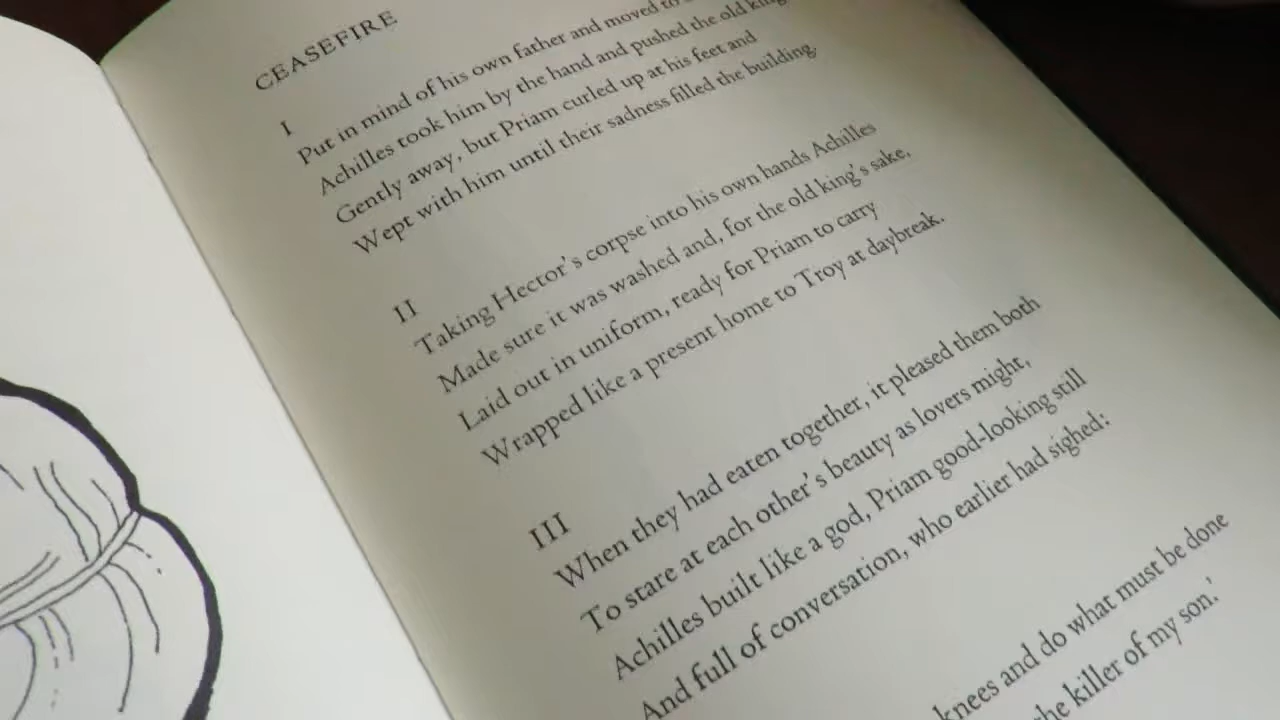 CEASEFIRE
I
Put in mind of his own father and moved to
Achilles took him by the hand and pushed the old king
Gently away, but Priam curled up at his feet and
Wept with him until their sadness filled the building.
II
Taking Hector's corpse into his own hands Achilles
Made sure it was washed and, for the old king's sake,
Laid out in uniform, ready for Priam to carry
Wrapped like a present home to Troy at daybreak.
III
When they had eaten together, it pleased them both
To stare at each other's beauty as lovers might,
Achilles built like a god, Priam good-looking still
And full of conversation, who earlier had sighed:
knees and do what must be done
the killer of my son.'